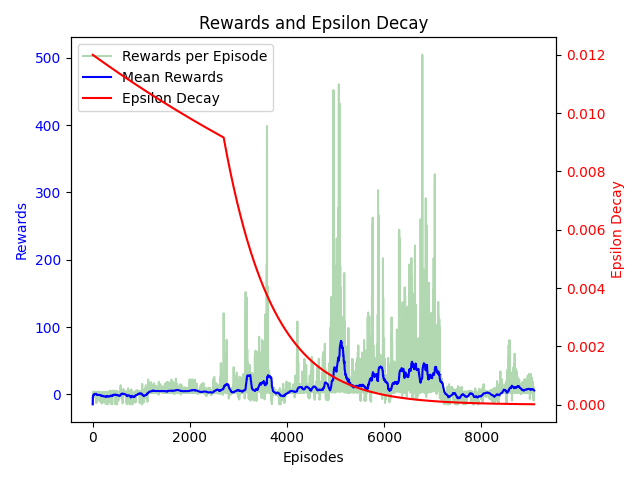 Rewards and Epsilon Decay
Rewards per Episode
Mean Rewards
Epsilon Decay
500
400
300
200
100
0
Rewards
0.012
0.010
0.008
0.006
0.004
0.002
0.000
Epsilon Decay
0 2000 4000 6000 8000
Episodes